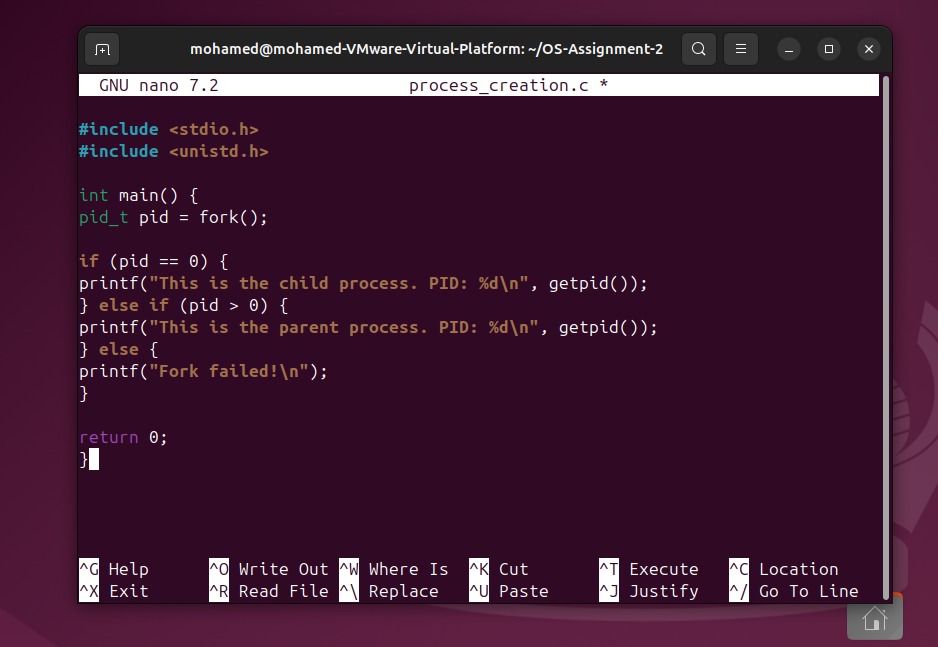 mohamed@mohamed-VMware-Virtual-Platform: ~/OS-Assignment-2
GNU nano 7.2 process_creation.c *
#include <stdio.h>
#include <unistd.h>
int main() {
pid_t pid = fork();
if (pid == 0) {
printf("This is the child process. PID: %d\n", getpid());
} else if (pid > 0) {
printf("This is the parent process. PID: %d\n", getpid());
} else {
printf("Fork failed!\n");
}
return 0;
}
^G Help ^O Write Out ^W Where Is ^K Cut ^T Execute ^C Location
^X Exit ^R Read File ^\ Replace ^U Paste ^J Justify ^/ Go To Line